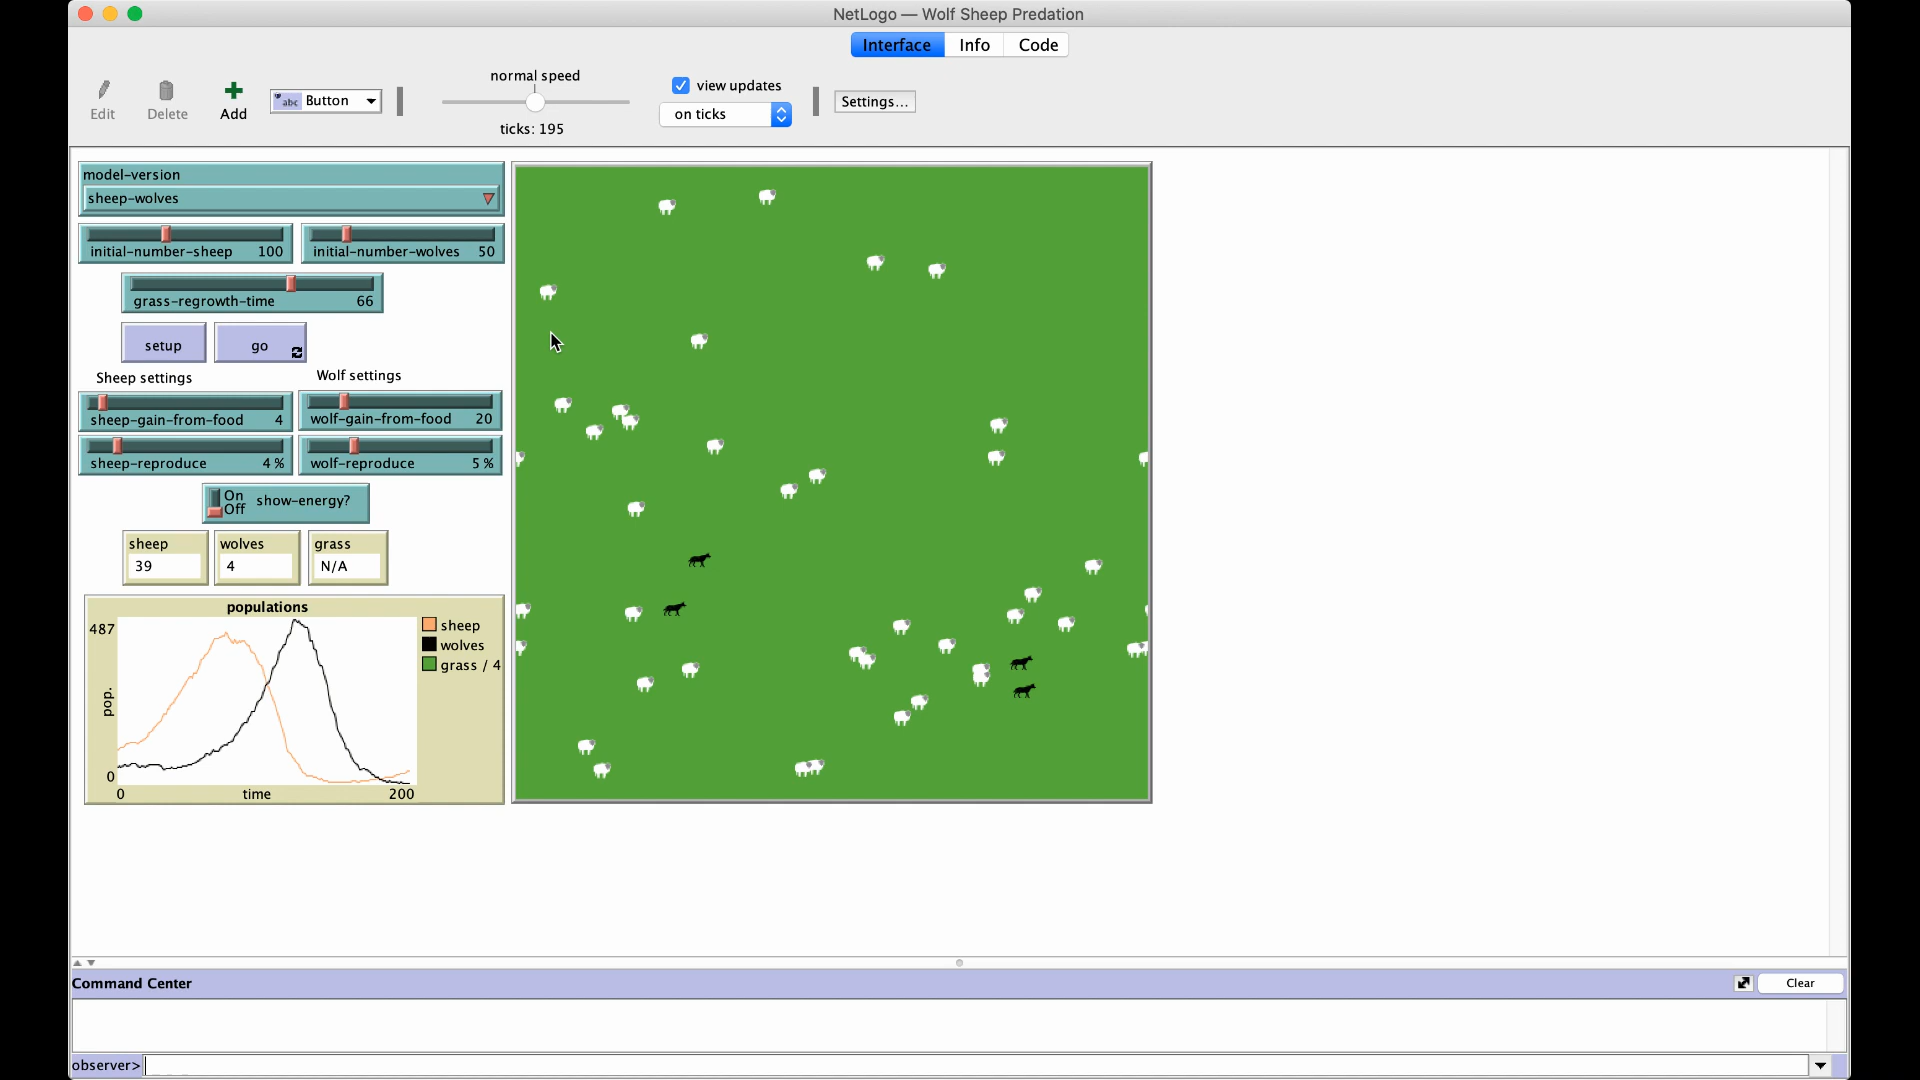 NetLogo — Wolf Sheep Predation
Interface Info Code
normal speed
view updates
Edit Delete Add abc Button on ticks Settings...
ticks: 195
model-version
sheep-wolves
initial-number-sheep 100 initial-number-wolves 50
grass-regrowth-time 66
setup go
Sheep settings Wolf settings
sheep-gain-from-food 4 wolf-gain-from-food 20
sheep-reproduce 4 % wolf-reproduce 5 %
On
Off show-energy?
sheep wolves grass
39 4 N/A
populations
487
pop.
0
0 time 200
sheep
wolves
grass / 4
Command Center Clear
observer>